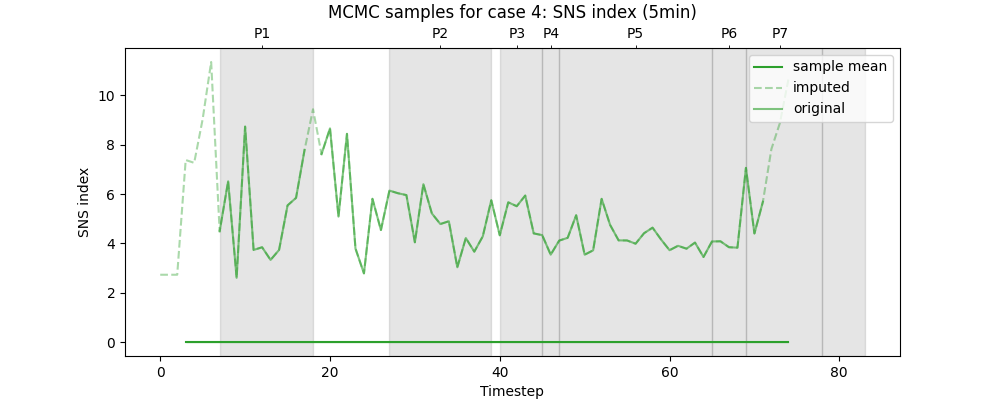 MCMC samples for case 4: SNS index (5min)
P1 P2 P3 P4 P5 P6 P7
sample mean
imputed
original
SNS index
10
8
6
4
2
0
0 20 40 60 80
Timestep